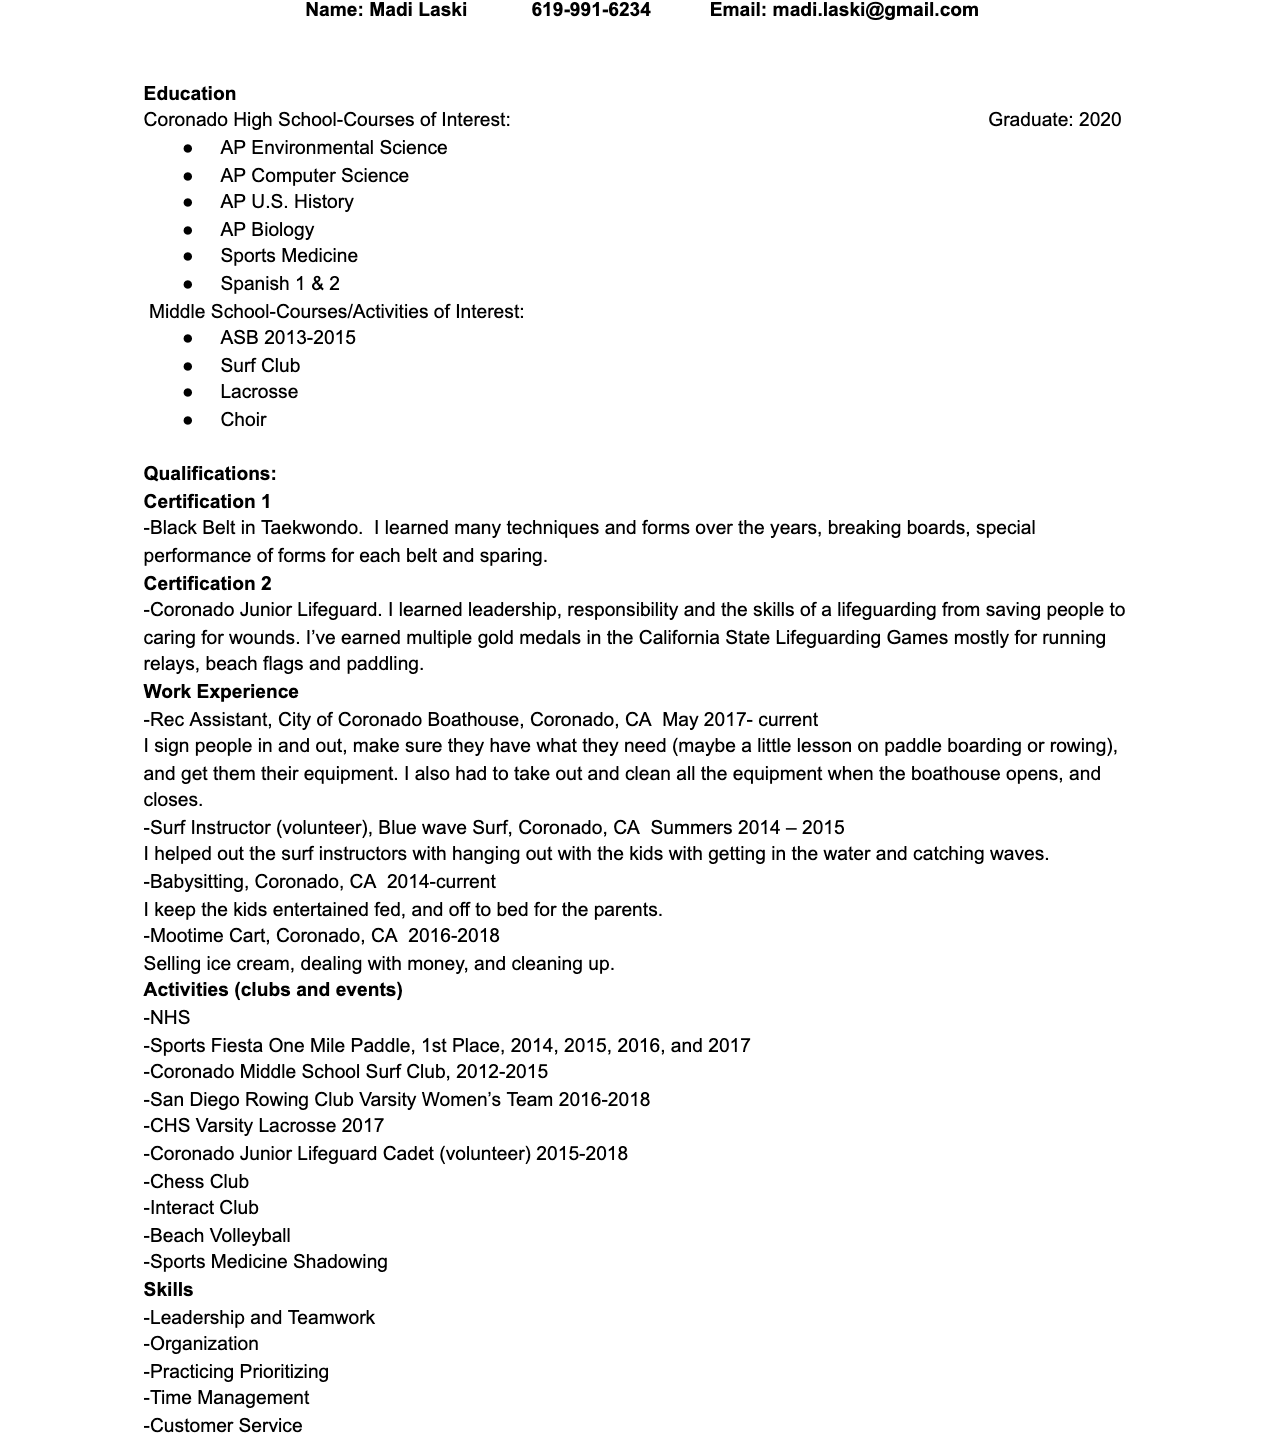 Name: Madi Laski 619-991-6234 Email: madi.laski@gmail.com
Education
Coronado High School-Courses of Interest: Graduate: 2020
● AP Environmental Science
● AP Computer Science
● AP U.S. History
● AP Biology
● Sports Medicine
● Spanish 1 & 2
Middle School-Courses/Activities of Interest:
● ASB 2013-2015
● Surf Club
● Lacrosse
● Choir
Qualifications:
Certification 1
-Black Belt in Taekwondo. I learned many techniques and forms over the years, breaking boards, special
performance of forms for each belt and sparing.
Certification 2
-Coronado Junior Lifeguard. I learned leadership, responsibility and the skills of a lifeguarding from saving people to
caring for wounds. I’ve earned multiple gold medals in the California State Lifeguarding Games mostly for running
relays, beach flags and paddling.
Work Experience
-Rec Assistant, City of Coronado Boathouse, Coronado, CA May 2017- current
I sign people in and out, make sure they have what they need (maybe a little lesson on paddle boarding or rowing),
and get them their equipment. I also had to take out and clean all the equipment when the boathouse opens, and
closes.
-Surf Instructor (volunteer), Blue wave Surf, Coronado, CA Summers 2014 – 2015
I helped out the surf instructors with hanging out with the kids with getting in the water and catching waves.
-Babysitting, Coronado, CA 2014-current
I keep the kids entertained fed, and off to bed for the parents.
-Mootime Cart, Coronado, CA 2016-2018
Selling ice cream, dealing with money, and cleaning up.
Activities (clubs and events)
-NHS
-Sports Fiesta One Mile Paddle, 1st Place, 2014, 2015, 2016, and 2017
-Coronado Middle School Surf Club, 2012-2015
-San Diego Rowing Club Varsity Women’s Team 2016-2018
-CHS Varsity Lacrosse 2017
-Coronado Junior Lifeguard Cadet (volunteer) 2015-2018
-Chess Club
-Interact Club
-Beach Volleyball
-Sports Medicine Shadowing
Skills
-Leadership and Teamwork
-Organization
-Practicing Prioritizing
-Time Management
-Customer Service